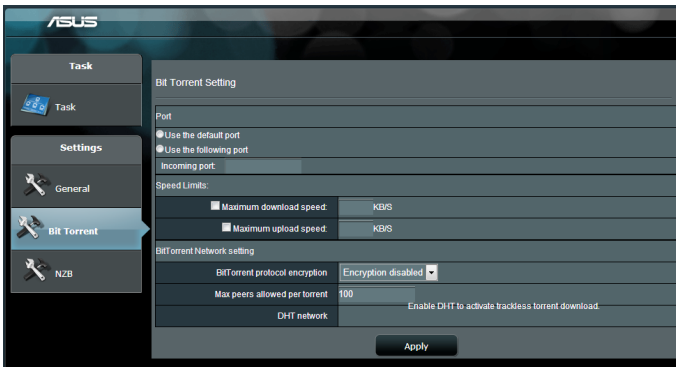 ASUS
Task
Task
Settings
General
Bit Torrent
NZB
Bit Torrent Setting
Port
Use the default port
Use the following port
Incoming port:
Speed Limits:
Maximum download speed: KB/S
Maximum upload speed: KB/S
BitTorrent Network setting
BitTorrent protocol encryption Encryption disabled
Max peers allowed per torrent 100
Enable DHT to activate trackless torrent download.
DHT network
Apply